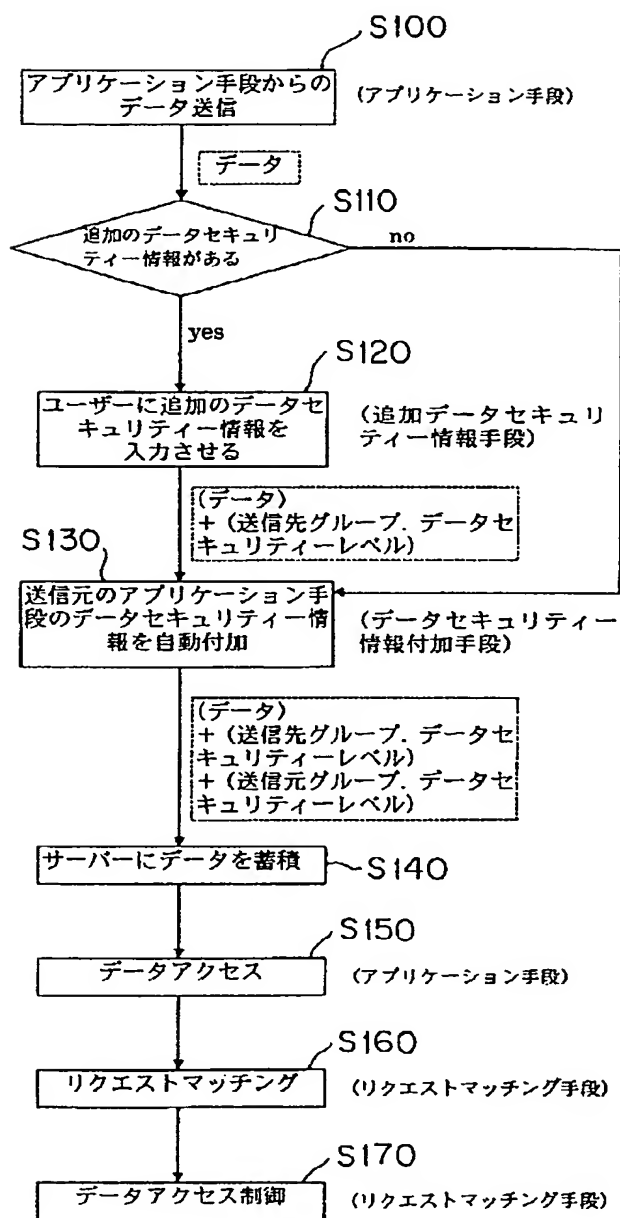 S100
アプリケーション手段からの
データ送信
(アプリケーション手段)
データ
S110
追加のデータセキュリ
ティー情報がある
no
yes
S120
ユーザーに追加のデータセ
キュリティー情報を
入力させる
(追加データセキュリ
ティー情報手段)
(データ)
+ (送信先グループ. データセ
キュリティーレベル)
S130
送信元のアプリケーション手
段のデータセキュリティー情
報を自動付加
(データセキュリティー
情報付加手段)
(データ)
+ (送信先グループ. データセ
キュリティーレベル)
+ (送信元グループ. データセ
キュリティーレベル)
サーバーにデータを蓄積
S140
S150
データアクセス
(アプリケーション手段)
S160
リクエストマッチング
(リクエストマッチング手段)
S170
データアクセス制御
(リクエストマッチング手段)